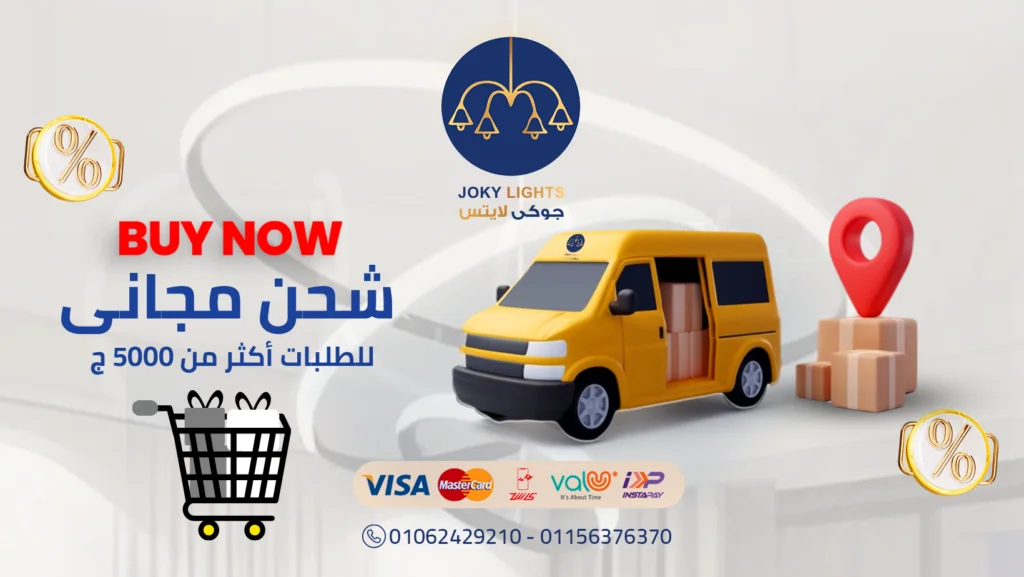 JOKY LIGHTS
جوكى لايتس
BUY NOW
شحن مجانى
للطلبات أكثر من 5000 ج
VISA MasterCard كاش valU InstaPay
It's About Time
01062429210 - 01156376370